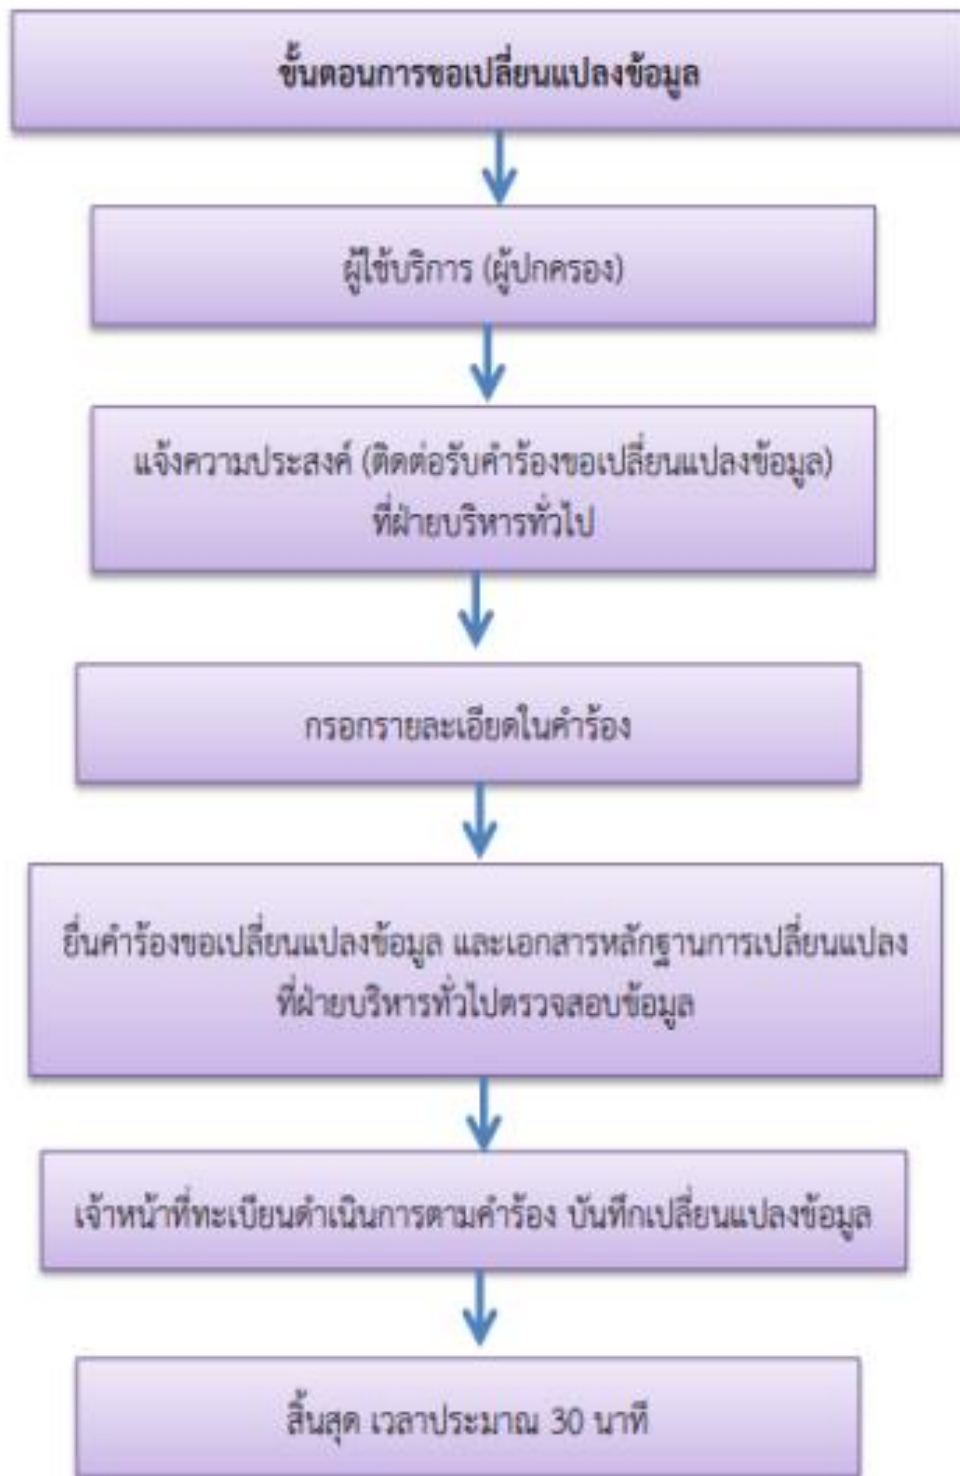 ขั้นตอนการขอเปลี่ยนแปลงข้อมูล
ผู้ใช้บริการ (ผู้ปกครอง)
แจ้งความประสงค์ (ติดต่อรับคำร้องขอเปลี่ยนแปลงข้อมูล)
ที่ฝ่ายบริหารทั่วไป
กรอกรายละเอียดในคำร้อง
ยื่นคำร้องขอเปลี่ยนแปลงข้อมูล และเอกสารหลักฐานการเปลี่ยนแปลง
ที่ฝ่ายบริหารทั่วไปตรวจสอบข้อมูล
เจ้าหน้าที่ทะเบียนดำเนินการตามคำร้อง บันทึกเปลี่ยนแปลงข้อมูล
สิ้นสุด เวลาประมาณ 30 นาที